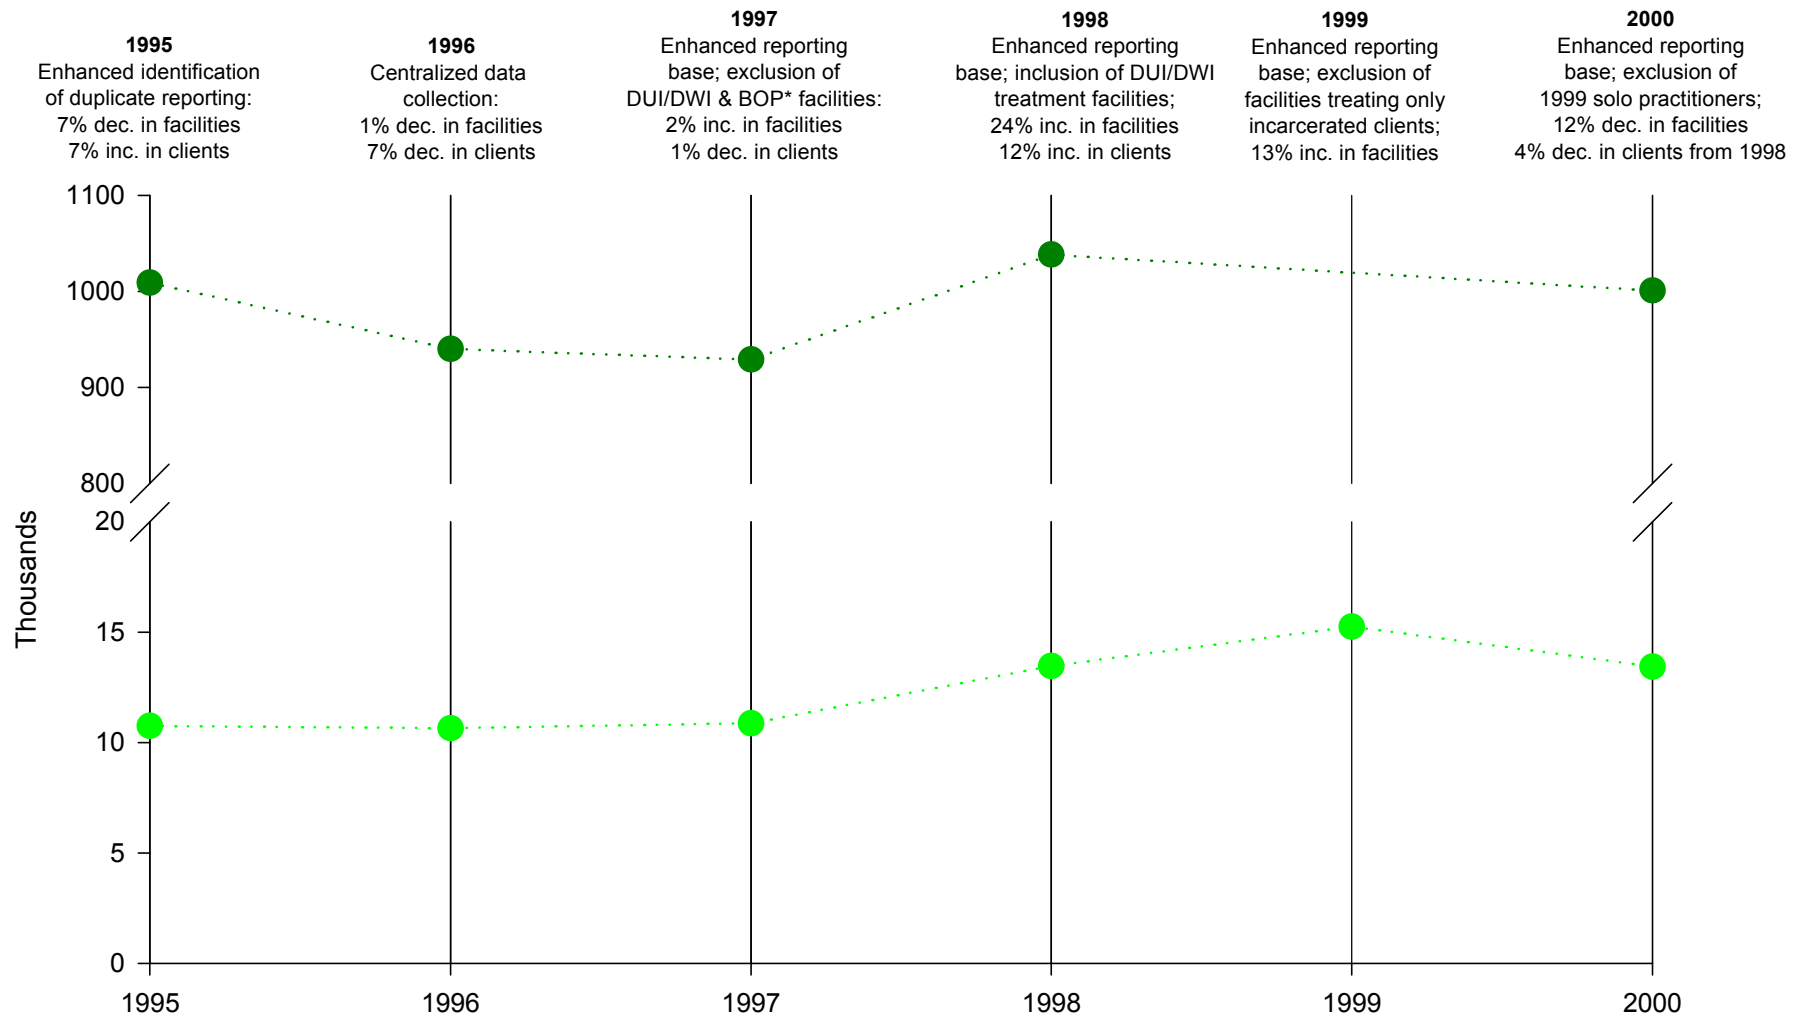 1995
Enhanced identification
of duplicate reporting:
7% dec. in facilities
7% inc. in clients
1996
Centralized data
collection:
1% dec. in facilities
7% dec. in clients
1997
Enhanced reporting
base; exclusion of
DUI/DWI & BOP* facilities:
2% inc. in facilities
1% dec. in clients
1998
Enhanced reporting
base; inclusion of DUI/DWI
treatment facilities;
24% inc. in facilities
12% inc. in clients
1999
Enhanced reporting
base; exclusion of
facilities treating only
incarcerated clients;
13% inc. in facilities
2000
Enhanced reporting
base; exclusion of
1999 solo practitioners;
12% dec. in facilities
4% dec. in clients from 1998
1100
1000
900
800
20
15
10
5
0
Thousands
1995
1996
1997
1998
1999
2000